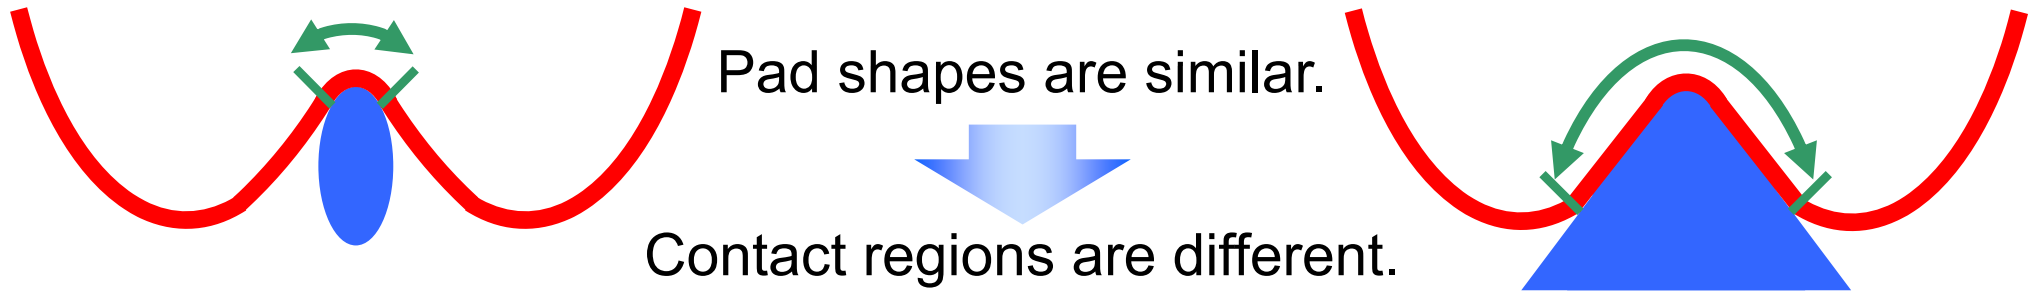 Pad shapes are similar.
Contact regions are different.